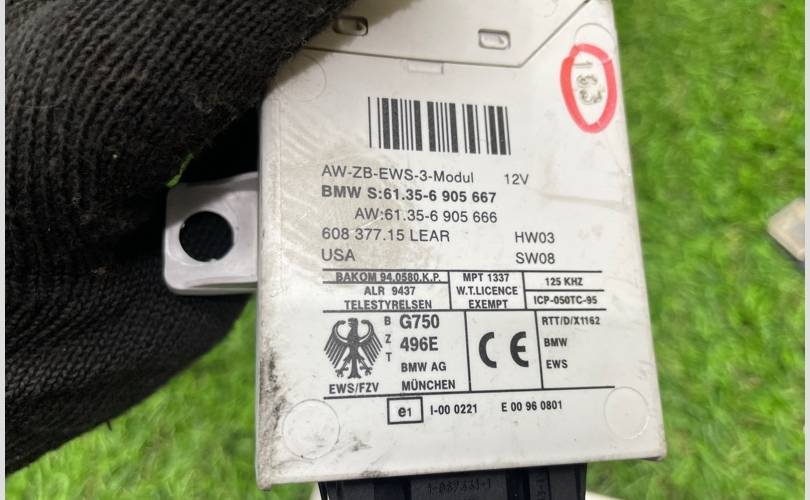 163
AW-ZB-EWS-3-Modul 12V
BMW S:61.35-6 905 667
AW:61.35-6 905 666
608 377.15 LEAR HW03
USA SW08
BAKOM 94.0580.K.P. MPT 1337 125 KHZ
ALR 9437 W.T.LICENCE
TELESTYRELSEN EXEMPT ICP-050TC-95
BZT G750 RTT/D/X1162
496E CE BMW
BMW AG EWS
EWS/FZV MÜNCHEN
e1 I-00 0221 E 00 96 0801